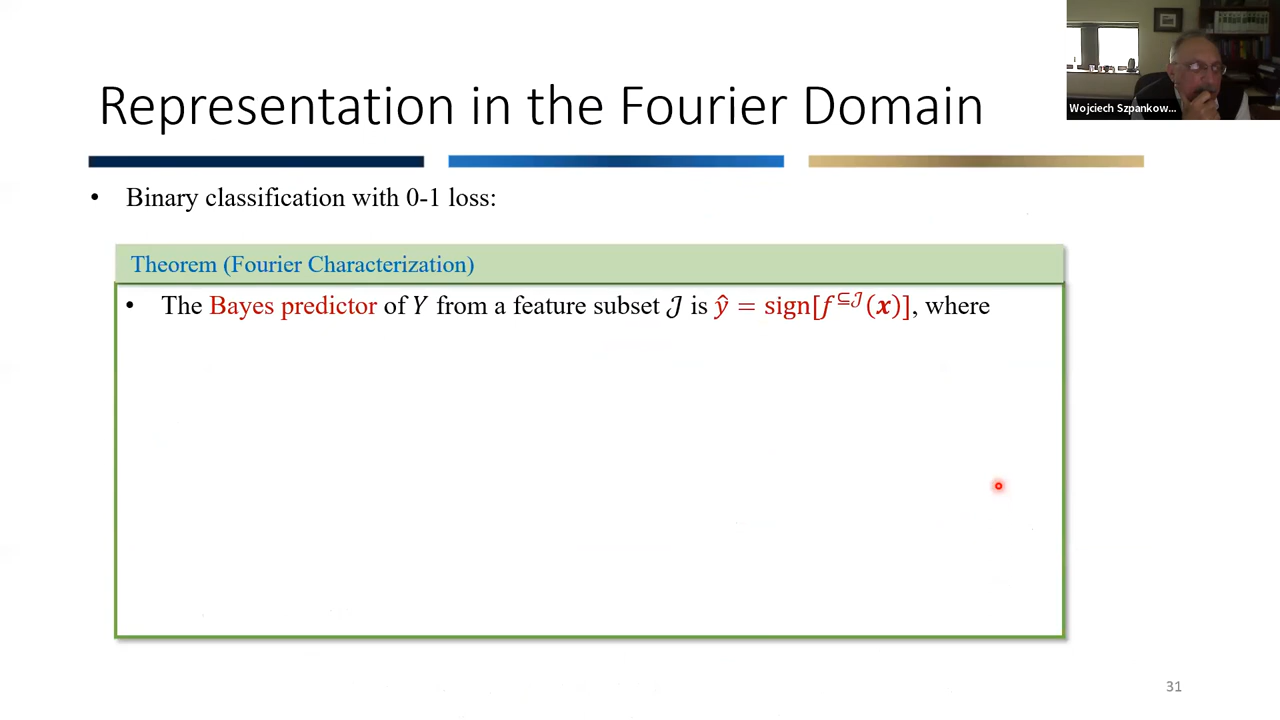 Wojciech Szpankow...
Representation in the Fourier Domain
• Binary classification with 0-1 loss:
Theorem (Fourier Characterization)
• The Bayes predictor of Y from a feature subset 𝒥 is ŷ = sign[f^{⊆𝒥}(x)], where
31